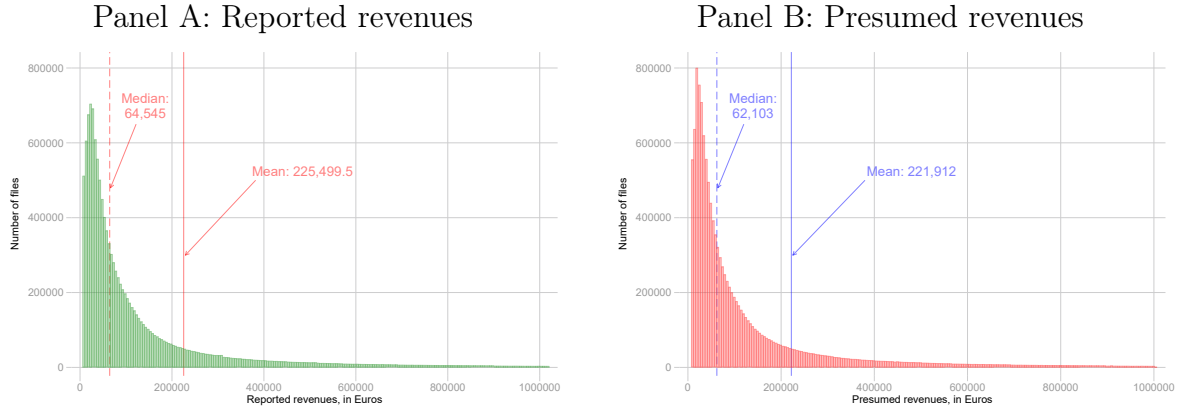 Panel A: Reported revenues
800000
600000
400000
200000
0
Number of files
Median:
64,545
Mean: 225,499.5
0
200000
400000
600000
800000
1000000
Reported revenues, in Euros
Panel B: Presumed revenues
800000
600000
400000
200000
0
Number of files
Median:
62,103
Mean: 221,912
0
200000
400000
600000
800000
1000000
Presumed revenues, in Euros